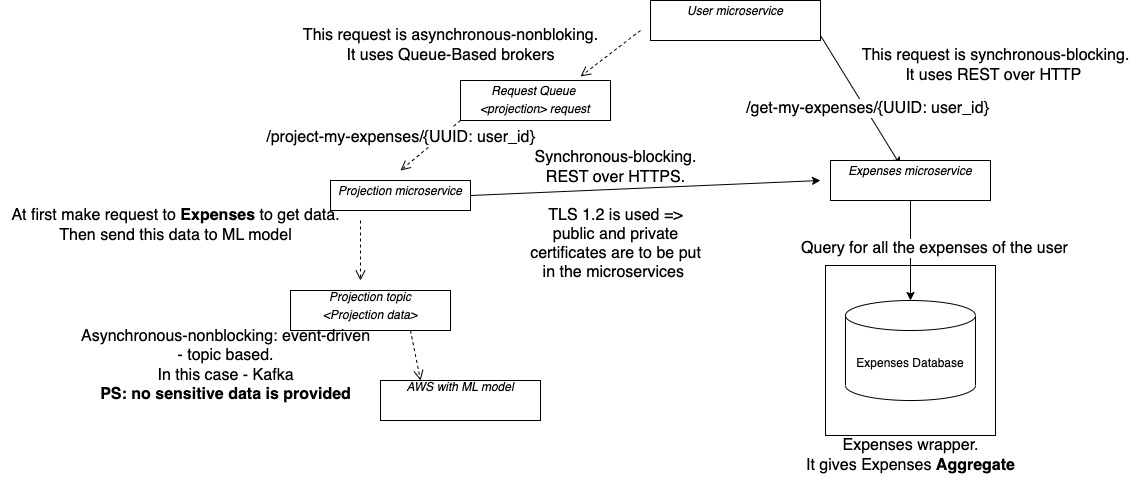 User microservice
This request is asynchronous-nonbloking.
It uses Queue-Based brokers
This request is synchronous-blocking.
It uses REST over HTTP
Request Queue
<projection> request
/get-my-expenses/{UUID: user_id}
/project-my-expenses/{UUID: user_id}
Synchronous-blocking.
REST over HTTPS.
Projection microservice
Expenses microservice
At first make request to Expenses to get data.
Then send this data to ML model
TLS 1.2 is used =>
public and private
certificates are to be put
in the microservices
Query for all the expenses of the user
Projection topic
<Projection data>
Asynchronous-nonblocking: event-driven
- topic based.
In this case - Kafka
PS: no sensitive data is provided
AWS with ML model
Expenses Database
Expenses wrapper.
It gives Expenses Aggregate